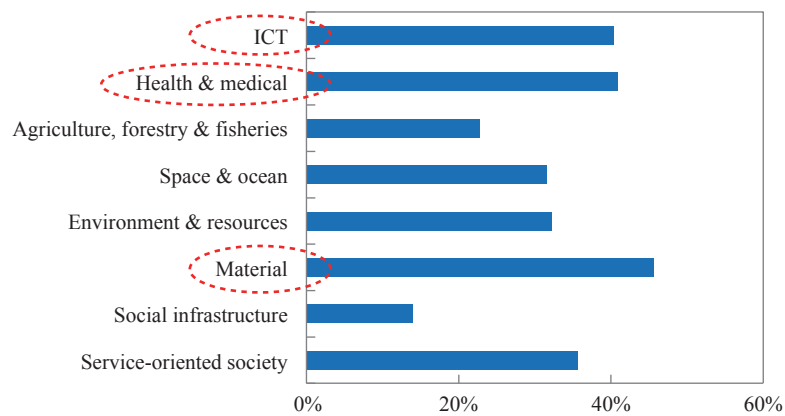 ICT
Health & medical
Agriculture, forestry & fisheries
Space & ocean
Environment & resources
Material
Social infrastructure
Service-oriented society
0% 20% 40% 60%